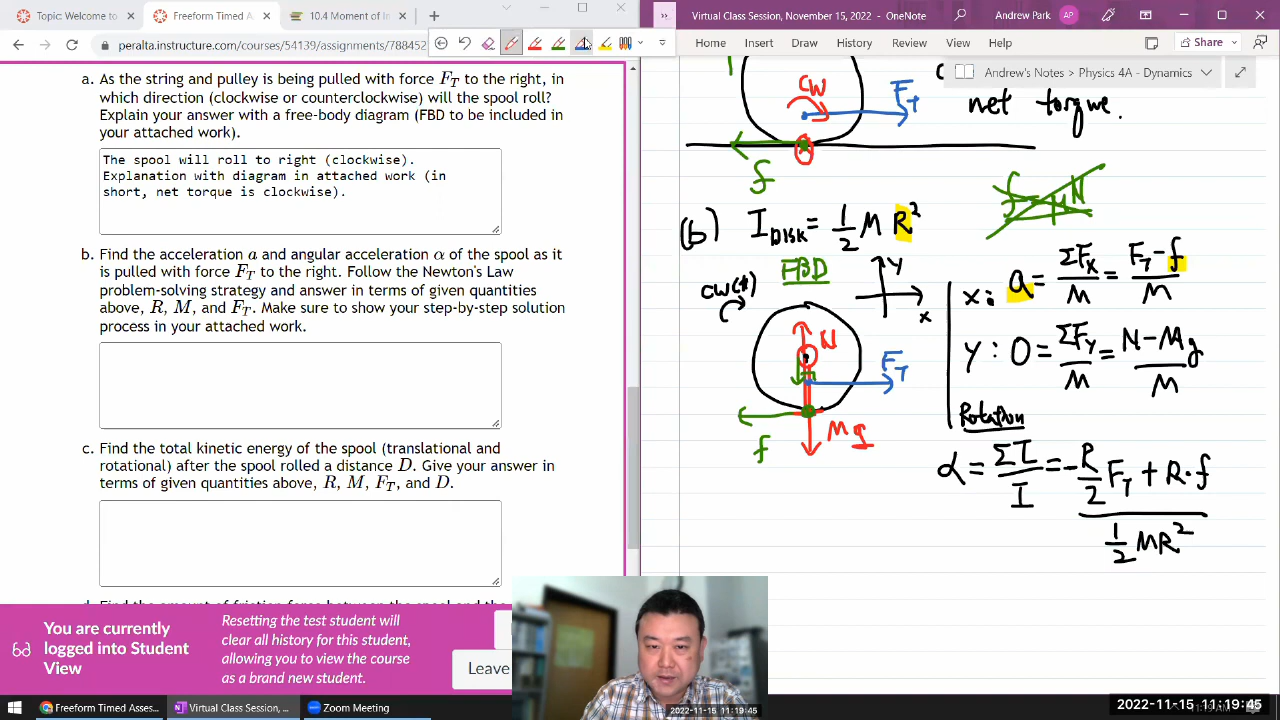 Topic Welcome to
Freeform Timed A
10.4 Moment of In
Virtual Class Session, November 15, 2022 - OneNote
Andrew Park
AP
peralta.instructure.com/courses/54139/assignments/788452
Home
Insert
Draw
History
Review
View
Help
Share
Andrew's Notes › Physics 4A - Dynamics
a. As the string and pulley is being pulled with force F_T to the right, in
which direction (clockwise or counterclockwise) will the spool roll?
Explain your answer with a free-body diagram (FBD to be included in
your attached work).
The spool will roll to right (clockwise).
Explanation with diagram in attached work (in
short, net torque is clockwise).
b. Find the acceleration a and angular acceleration α of the spool as it
is pulled with force F_T to the right. Follow the Newton's Law
problem-solving strategy and answer in terms of given quantities
above, R, M, and F_T. Make sure to show your step-by-step solution
process in your attached work.
c. Find the total kinetic energy of the spool (translational and
rotational) after the spool rolled a distance D. Give your answer in
terms of given quantities above, R, M, F_T, and D.
You are currently
logged into Student
View
Resetting the test student will
clear all history for this student,
allowing you to view the course
as a brand new student.
Leave
CW
F_T
f
net torque.
f = μN
(b) I_DISK = 1/2 M R²
FBD
CW(+)
Y
x
N
F_T
f
Mg
x: a = ΣF_x/M = F_T - f/M
y: 0 = ΣF_y/M = N - Mg/M
Rotation
α = Στ/I = -R/2 F_T + R·f
1/2 MR²
2022-11-15 11:19:45
Freeform Timed Asses...
Virtual Class Session,...
Zoom Meeting
2022-11-15 11:19:45